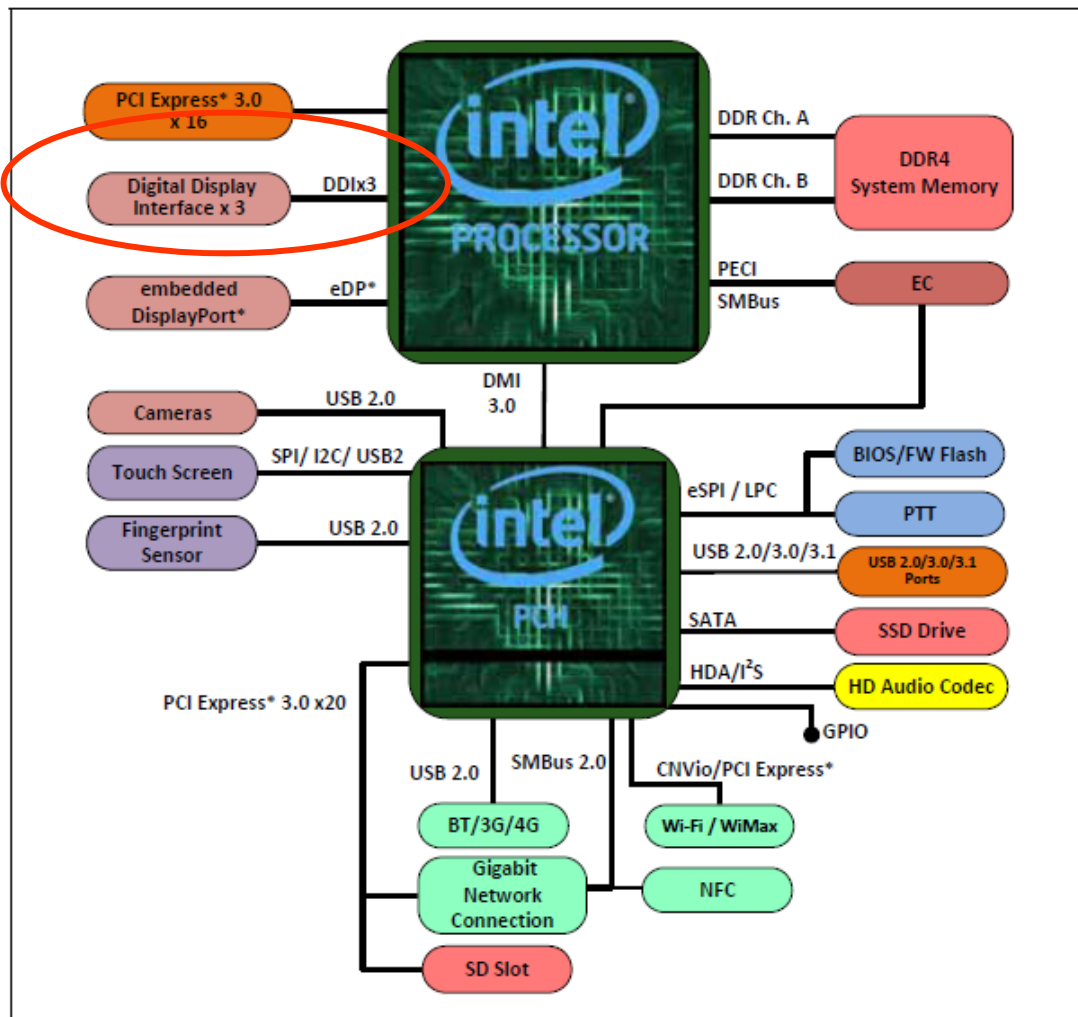 intel®
PROCESSOR
PCI Express* 3.0
x 16
Digital Display
Interface x 3
DDIx3
embedded
DisplayPort*
eDP*
DDR Ch. A
DDR Ch. B
DDR4
System Memory
PECI
SMBus
EC
DMI
3.0
Cameras
USB 2.0
Touch Screen
SPI/ I2C/ USB2
Fingerprint
Sensor
USB 2.0
intel
PCH
eSPI / LPC
BIOS/FW Flash
PTT
USB 2.0/3.0/3.1
USB 2.0/3.0/3.1
Ports
SATA
SSD Drive
HDA/I²S
HD Audio Codec
GPIO
PCI Express* 3.0 x20
USB 2.0
SMBus 2.0
CNVio/PCI Express*
BT/3G/4G
Wi-Fi / WiMax
Gigabit
Network
Connection
NFC
SD Slot